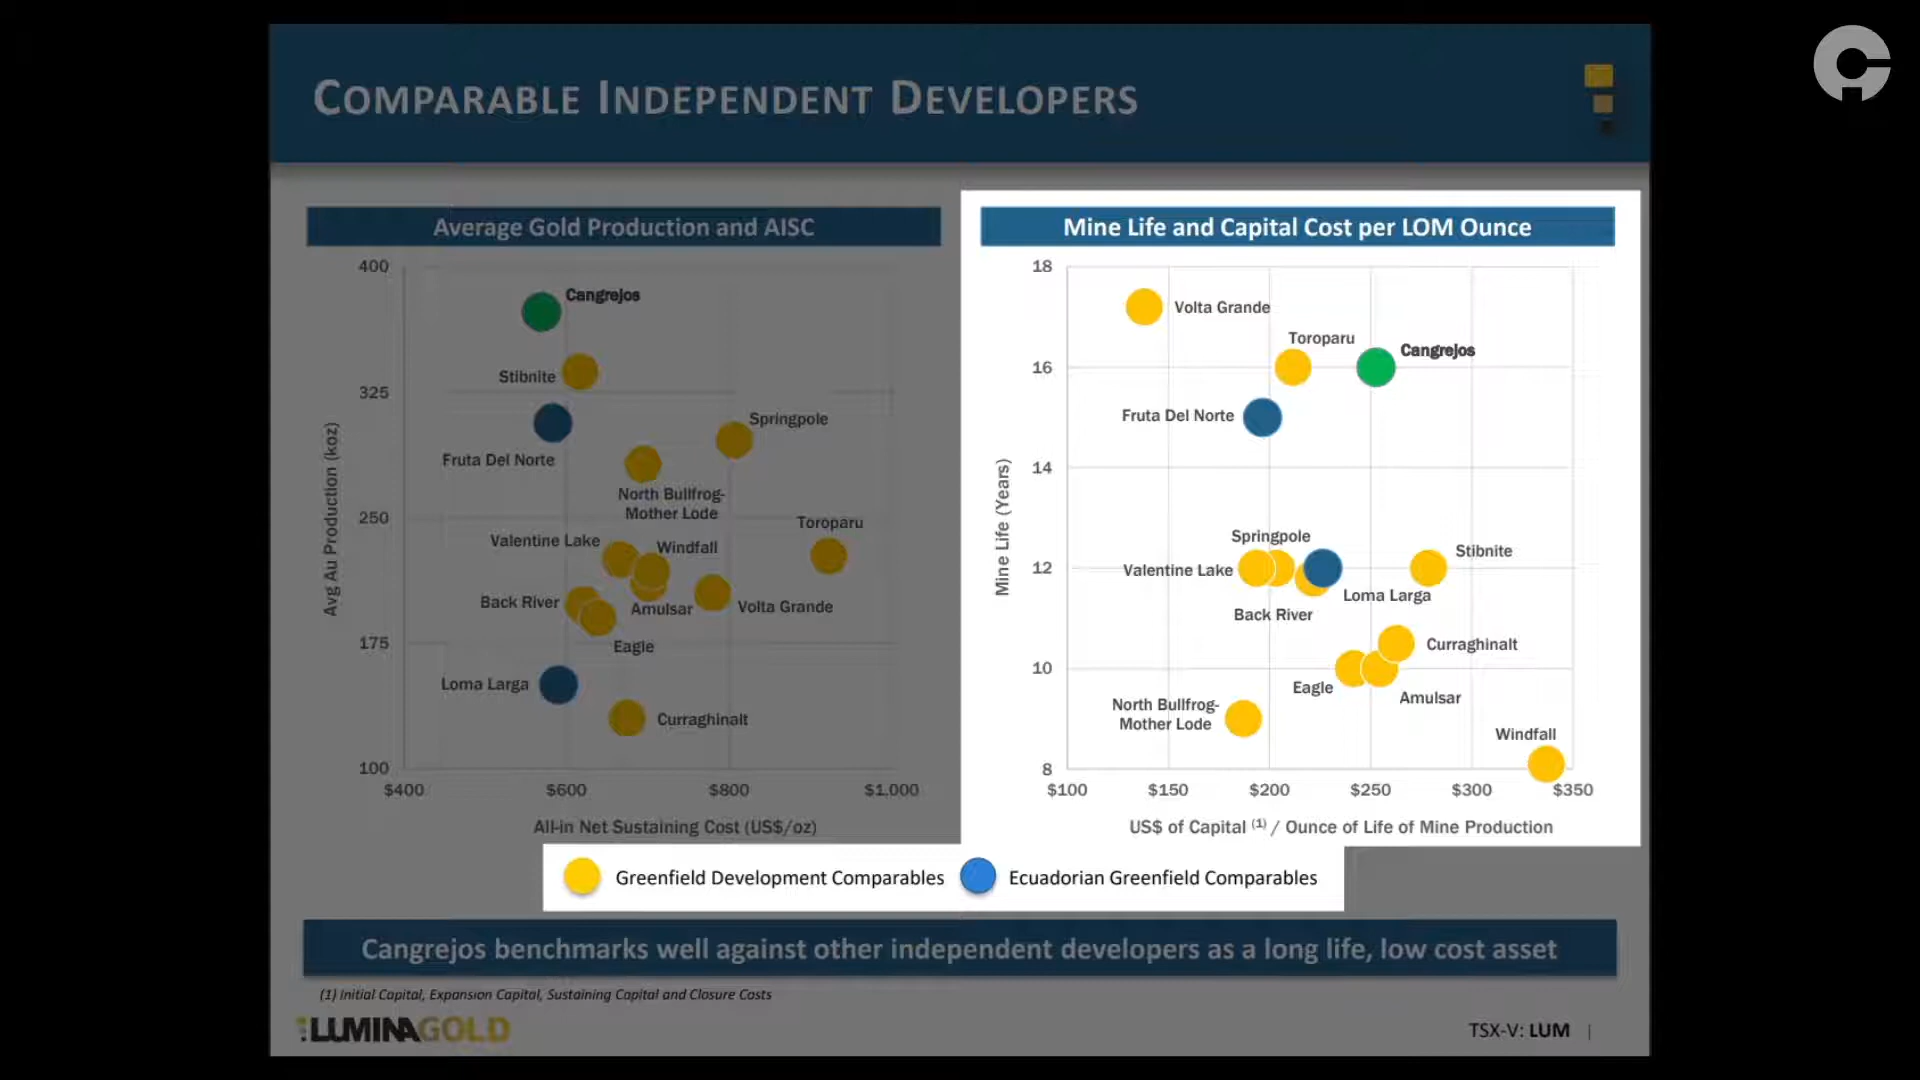 COMPARABLE INDEPENDENT DEVELOPERS
Average Gold Production and AISC
400
325
250
175
100
Avg Au Production (koz)
Cangrejos
Stibnite
Fruta Del Norte
Springpole
North Bullfrog-
Mother Lode
Toroparu
Valentine Lake
Windfall
Back River
Amulsar
Volta Grande
Eagle
Loma Larga
Curraghinalt
$400
$600
$800
$1,000
All-in Net Sustaining Cost (US$/oz)
Mine Life and Capital Cost per LOM Ounce
18
16
14
12
10
8
Mine Life (Years)
Volta Grande
Toroparu
Cangrejos
Fruta Del Norte
Springpole
Stibnite
Valentine Lake
Loma Larga
Back River
Curraghinalt
Eagle
Amulsar
North Bullfrog-
Mother Lode
Windfall
$100
$150
$200
$250
$300
$350
US$ of Capital (1) / Ounce of Life of Mine Production
Greenfield Development Comparables
Ecuadorian Greenfield Comparables
Cangrejos benchmarks well against other independent developers as a long life, low cost asset
(1) Initial Capital, Expansion Capital, Sustaining Capital and Closure Costs
LUMINAGOLD
TSX-V: LUM |